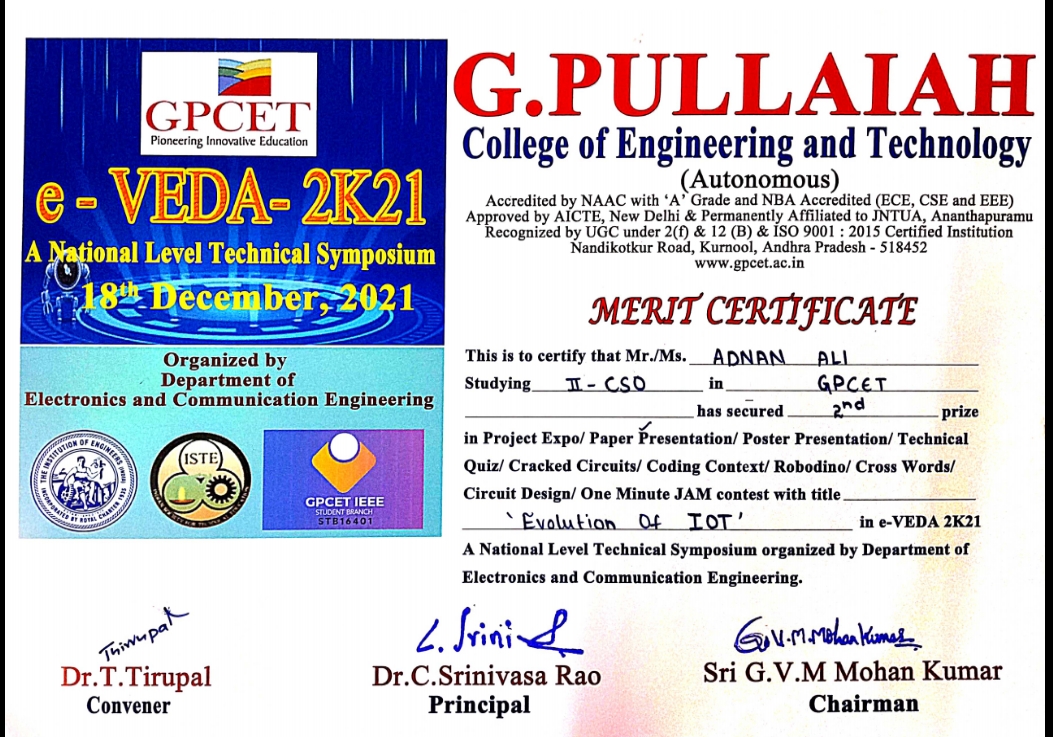 GPCET
Pioneering Innovative Education
e - VEDA- 2K21
A National Level Technical Symposium
18th December, 2021
Organized by
Department of
Electronics and Communication Engineering
THE INSTITUTION OF ENGINEERS (INDIA)
INCORPORATED BY ROYAL CHARTER 1935
ISTE
GPCET IEEE
STUDENT BRANCH
STB16401
G.PULLAIAH
College of Engineering and Technology
(Autonomous)
Accredited by NAAC with ‘A’ Grade and NBA Accredited (ECE, CSE and EEE)
Approved by AICTE, New Delhi & Permanently Affiliated to JNTUA, Ananthapuramu
Recognized by UGC under 2(f) & 12 (B) & ISO 9001 : 2015 Certified Institution
Nandikotkur Road, Kurnool, Andhra Pradesh - 518452
www.gpcet.ac.in
MERIT CERTIFICATE
This is to certify that Mr./Ms. ADNAN ALI
Studying II - CSO in GPCET
has secured 2nd prize
in Project Expo/ Paper Presentation/ Poster Presentation/ Technical
Quiz/ Cracked Circuits/ Coding Context/ Robodino/ Cross Words/
Circuit Design/ One Minute JAM contest with title
'Evolution Of IOT' in e-VEDA 2K21
A National Level Technical Symposium organized by Department of
Electronics and Communication Engineering.
Thirupal
Dr.T.Tirupal
Convener
C. Srini
Dr.C.Srinivasa Rao
Principal
G.V.M.Mohan Kumar
Sri G.V.M Mohan Kumar
Chairman